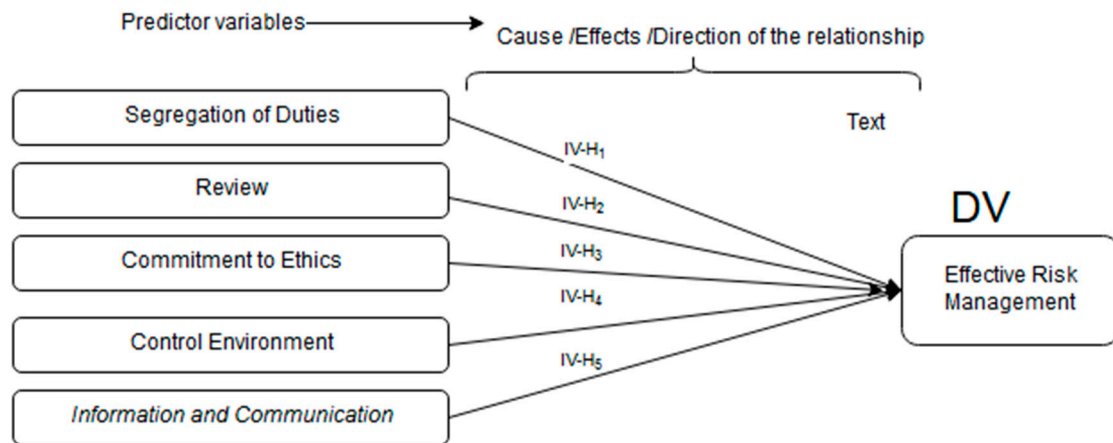 Predictor variables
Cause /Effects /Direction of the relationship
Segregation of Duties
Text
IV-H₁
Review
IV-H₂
DV
Commitment to Ethics
IV-H₃
Effective Risk
Management
IV-H₄
Control Environment
IV-H₅
Information and Communication